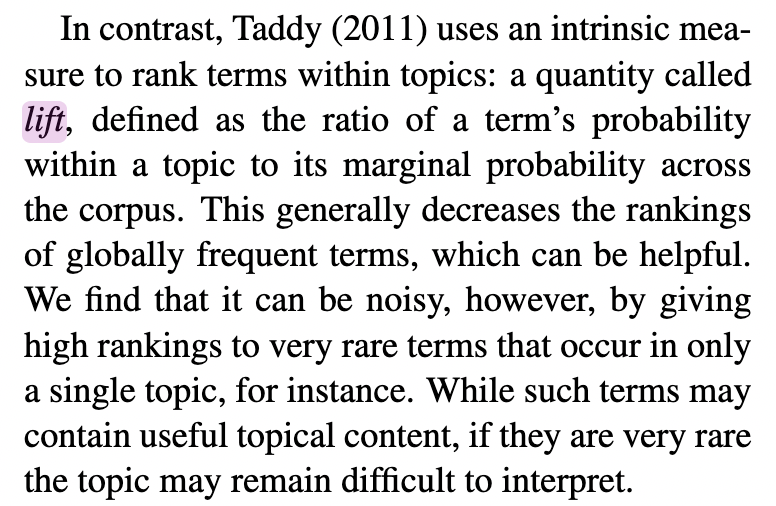 In contrast, Taddy (2011) uses an intrinsic mea-
sure to rank terms within topics: a quantity called
lift, defined as the ratio of a term’s probability
within a topic to its marginal probability across
the corpus. This generally decreases the rankings
of globally frequent terms, which can be helpful.
We find that it can be noisy, however, by giving
high rankings to very rare terms that occur in only
a single topic, for instance. While such terms may
contain useful topical content, if they are very rare
the topic may remain difficult to interpret.